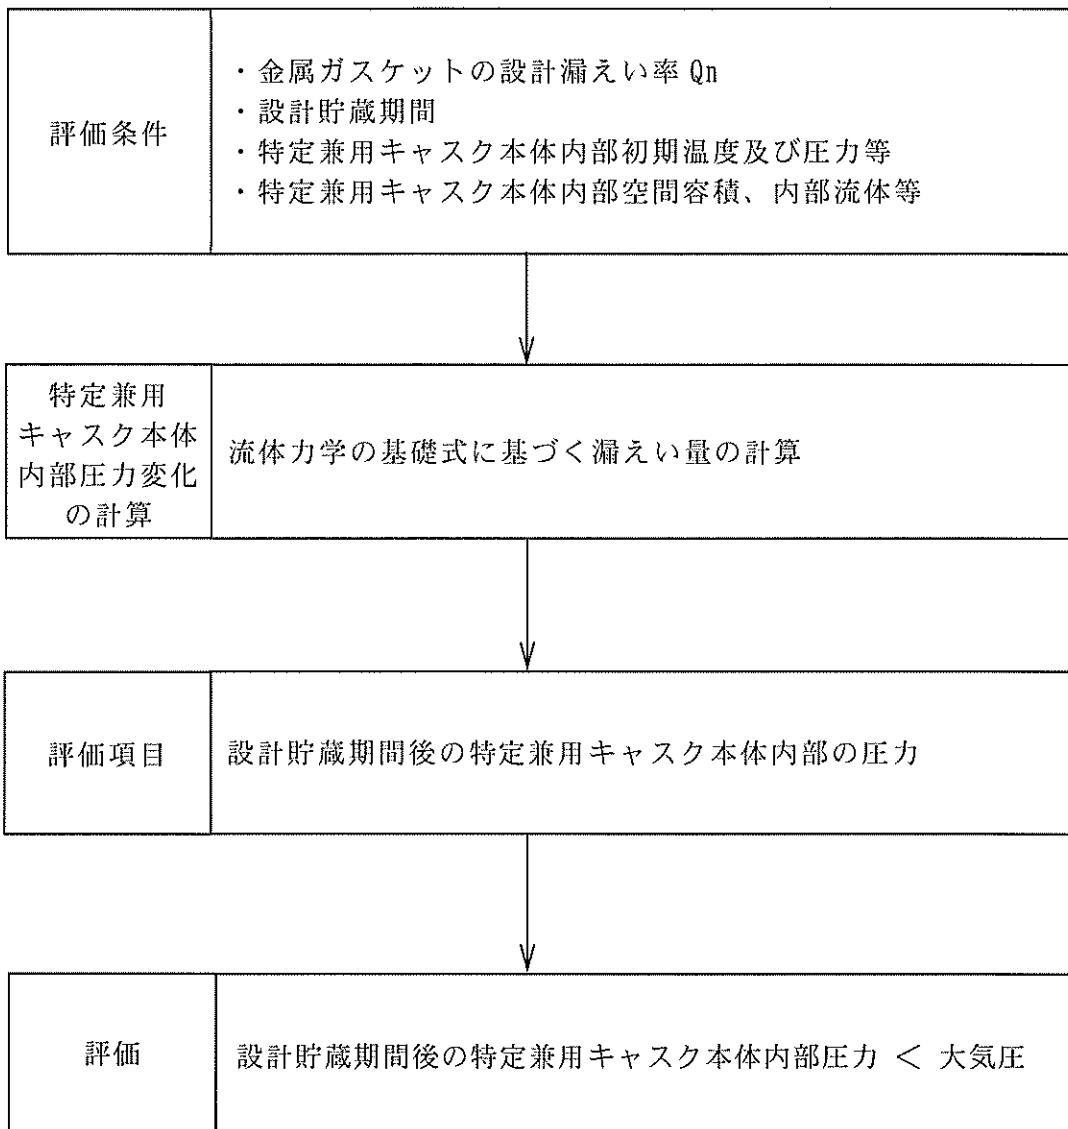 評価条件
・金属ガスケットの設計漏えい率 Qn
・設計貯蔵期間
・特定兼用キャスク本体内部初期温度及び圧力等
・特定兼用キャスク本体内部空間容積、内部流体等
特定兼用
キャスク本体
内部圧力変化
の計算
流体力学の基礎式に基づく漏えい量の計算
評価項目
設計貯蔵期間後の特定兼用キャスク本体内部の圧力
評価
設計貯蔵期間後の特定兼用キャスク本体内部圧力 < 大気圧